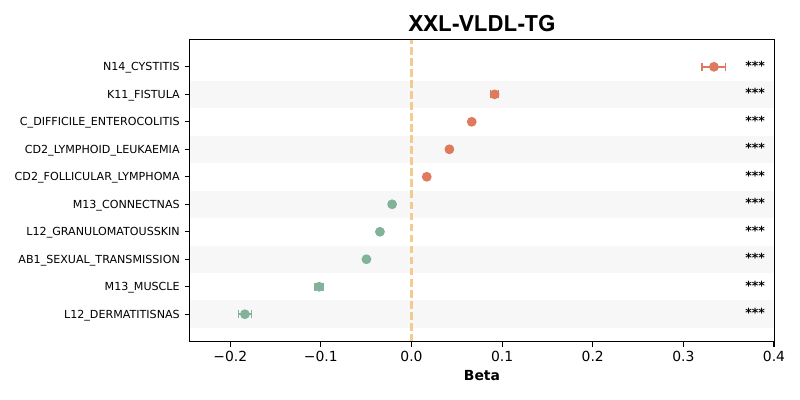 XXL-VLDL-TG
N14_CYSTITIS ***
K11_FISTULA ***
C_DIFFICILE_ENTEROCOLITIS ***
CD2_LYMPHOID_LEUKAEMIA ***
CD2_FOLLICULAR_LYMPHOMA ***
M13_CONNECTNAS ***
L12_GRANULOMATOUSSKIN ***
AB1_SEXUAL_TRANSMISSION ***
M13_MUSCLE ***
L12_DERMATITISNAS ***
−0.2 −0.1 0.0 0.1 0.2 0.3 0.4
Beta